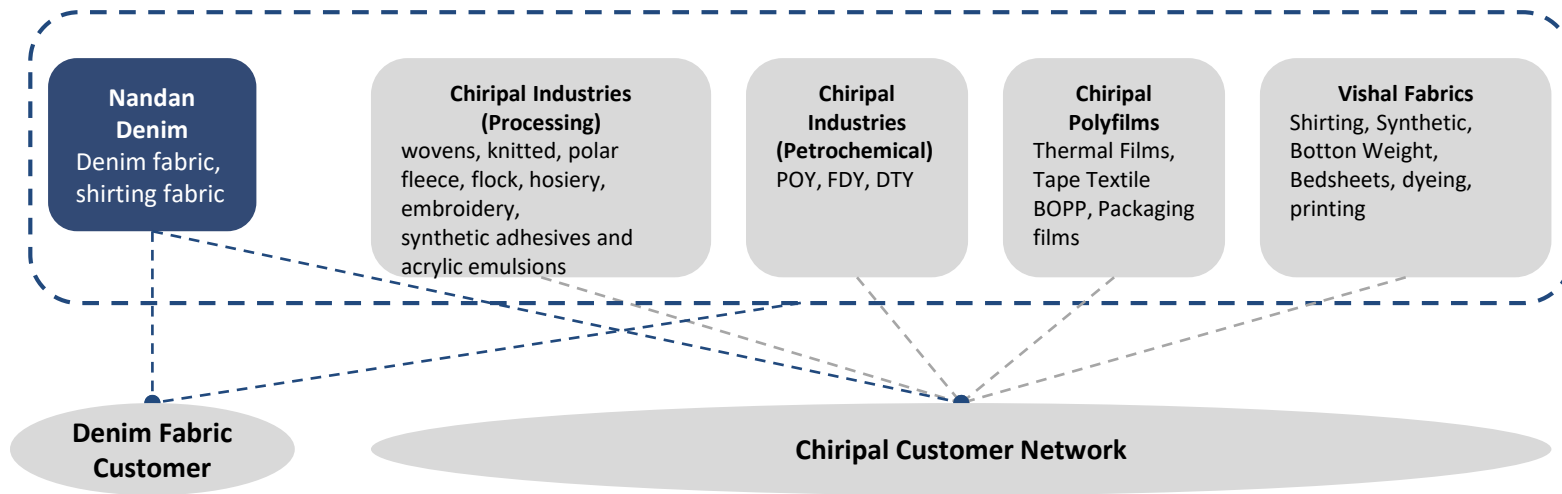 Nandan
Denim
Denim fabric,
shirting fabric
Chiripal Industries
(Processing)
wovens, knitted, polar
fleece, flock, hosiery,
embroidery,
synthetic adhesives and
acrylic emulsions
Chiripal
Industries
(Petrochemical)
POY, FDY, DTY
Chiripal
Polyfilms
Thermal Films,
Tape Textile
BOPP, Packaging
films
Vishal Fabrics
Shirting, Synthetic,
Botton Weight,
Bedsheets, dyeing,
printing
Denim Fabric
Customer
Chiripal Customer Network